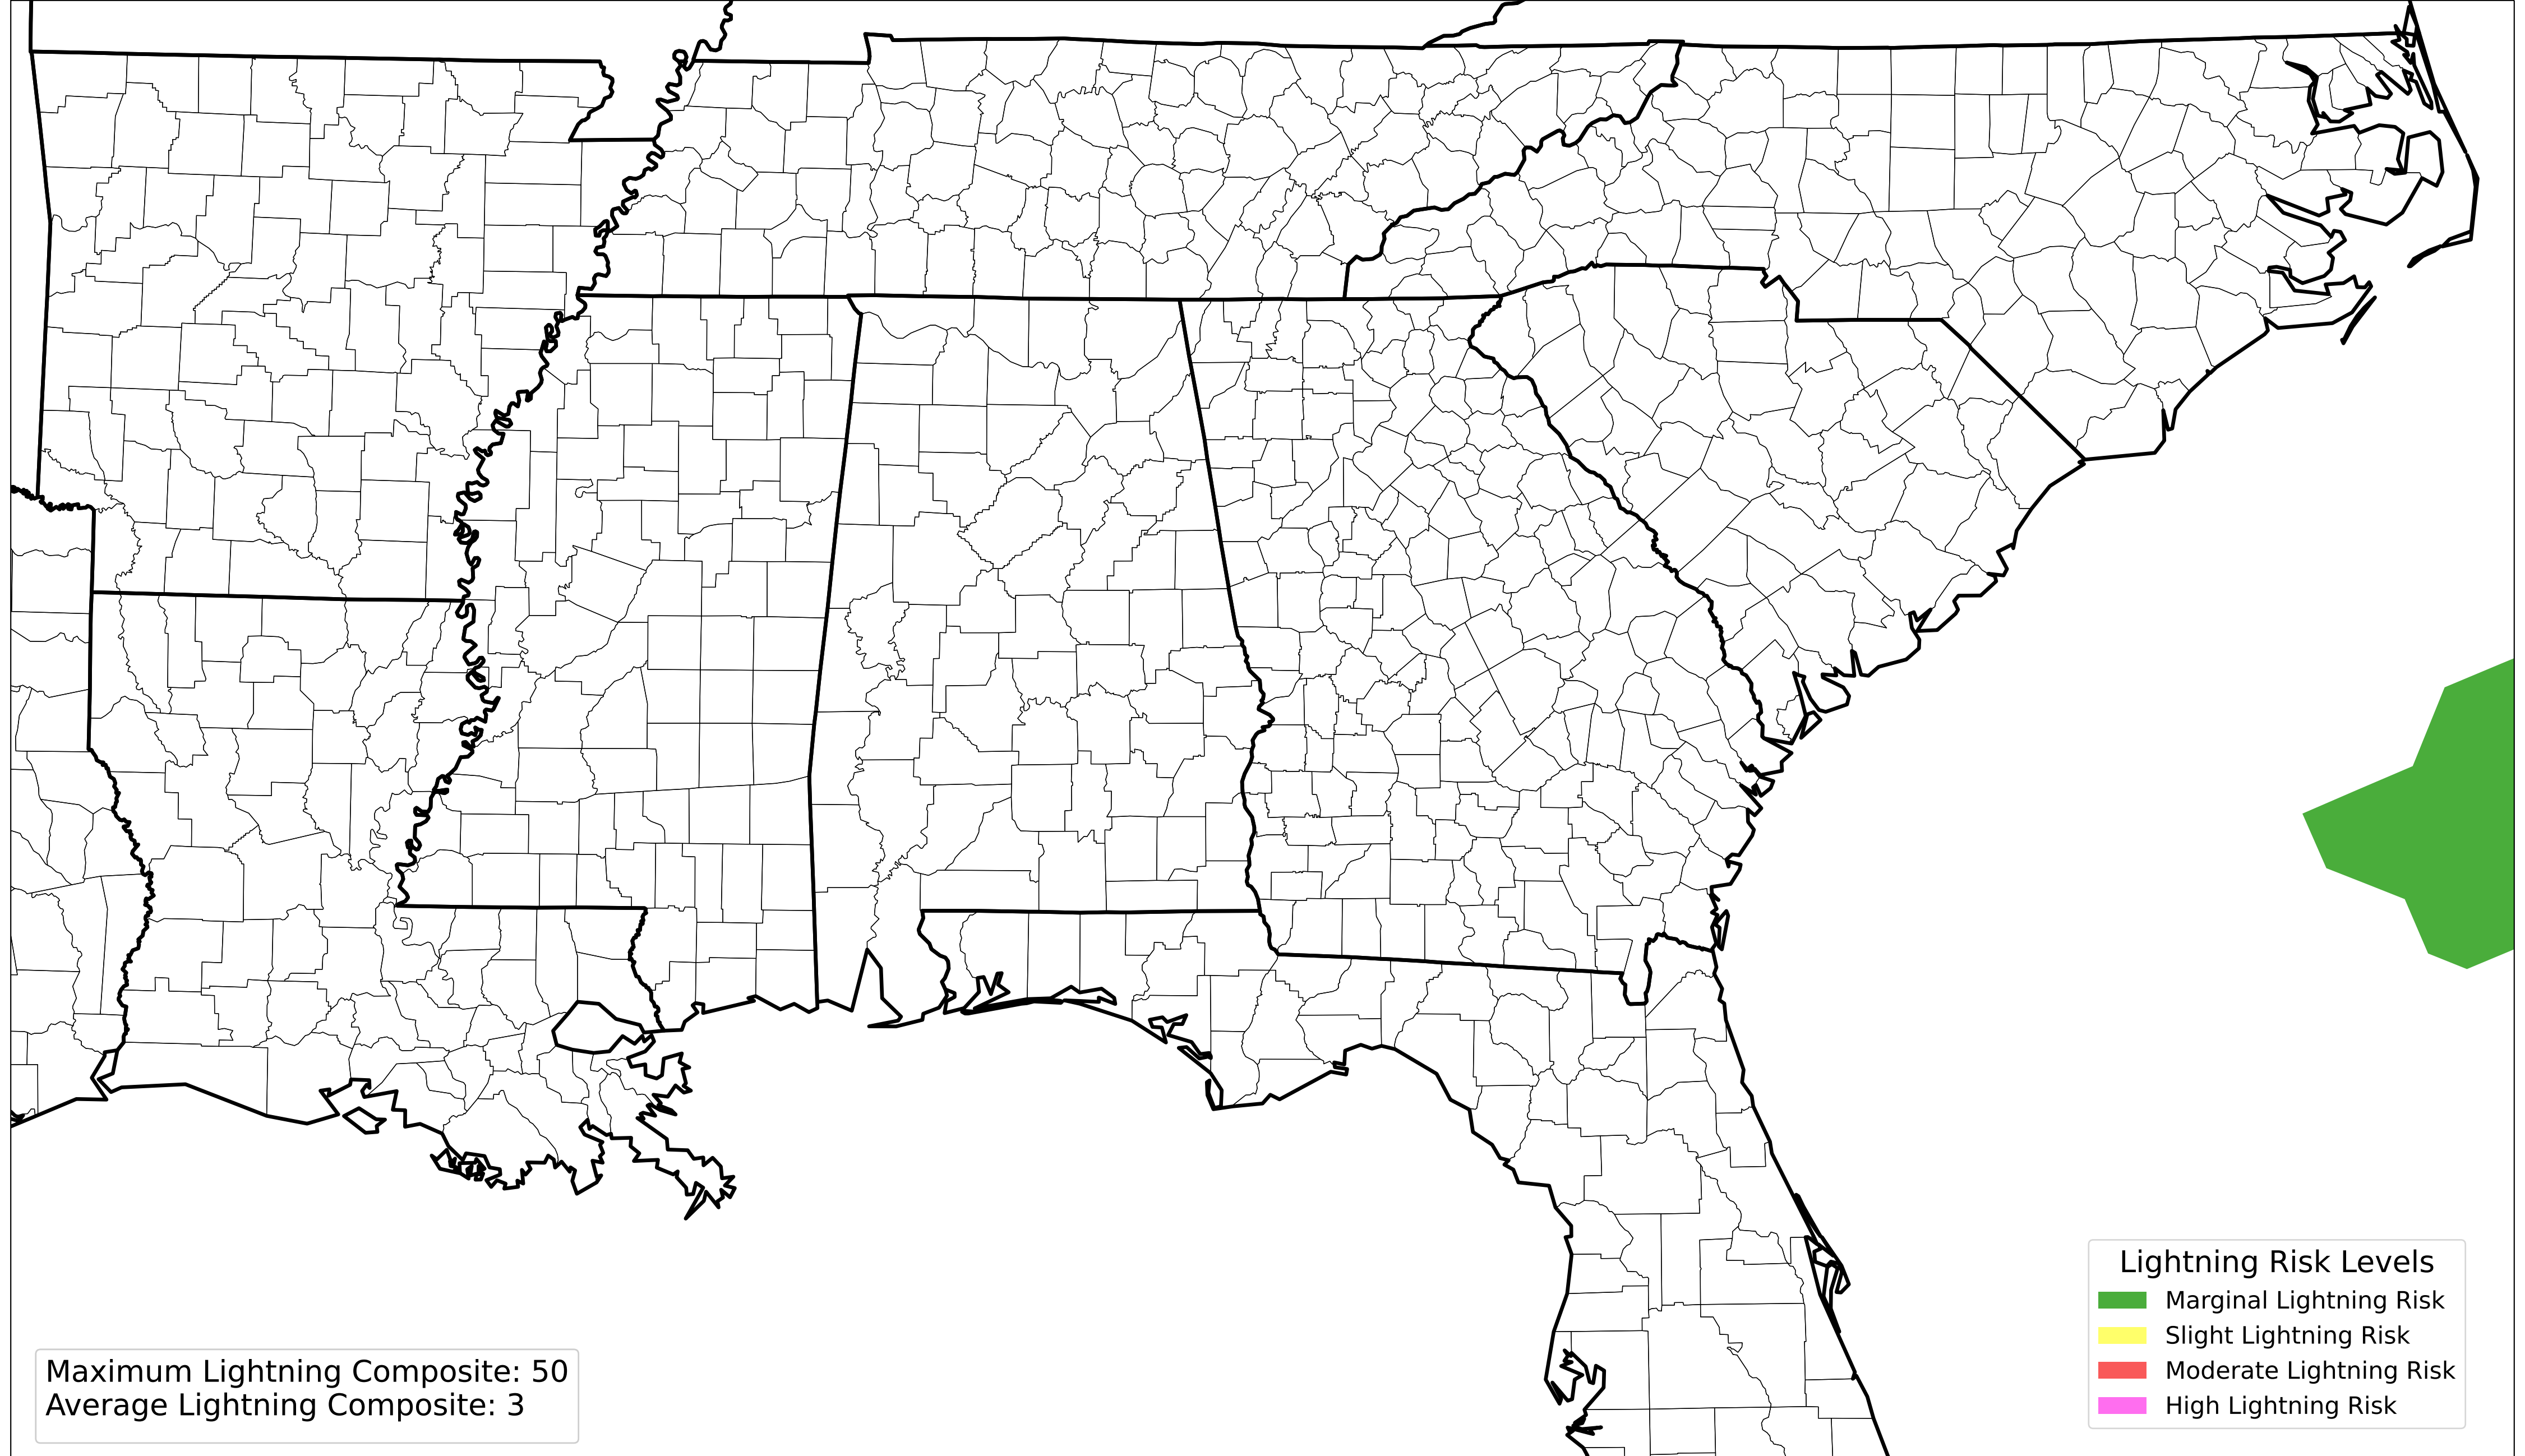 Lightning Risk Levels
Marginal Lightning Risk
Slight Lightning Risk
Moderate Lightning Risk
High Lightning Risk
Maximum Lightning Composite: 50
Average Lightning Composite: 3